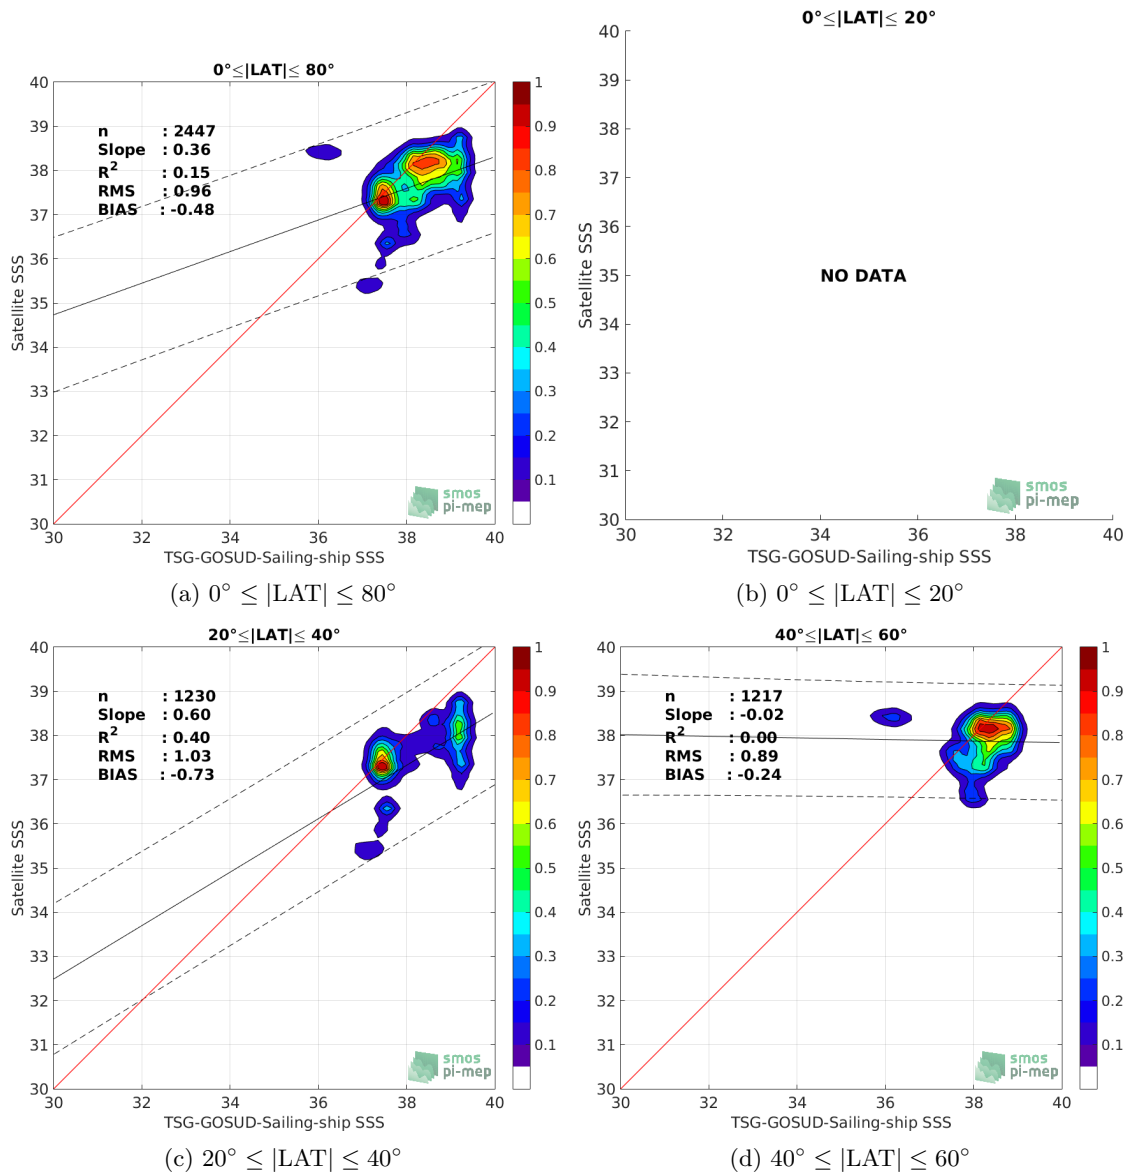 0°≤|LAT|≤ 80°
40
39
38
37
36
35
34
33
32
31
30
Satellite SSS
n : 2447
Slope : 0.36
R² : 0.15
RMS : 0.96
BIAS : -0.48
smos
pi-mep
30 32 34 36 38 40
TSG-GOSUD-Sailing-ship SSS
1
0.9
0.8
0.7
0.6
0.5
0.4
0.3
0.2
0.1
(a) 0° ≤ |LAT| ≤ 80°
0°≤|LAT|≤ 20°
40
39
38
37
36
35
34
33
32
31
30
Satellite SSS
NO DATA
smos
pi-mep
30 32 34 36 38 40
TSG-GOSUD-Sailing-ship SSS
(b) 0° ≤ |LAT| ≤ 20°
20°≤|LAT|≤ 40°
40
39
38
37
36
35
34
33
32
31
30
Satellite SSS
n : 1230
Slope : 0.60
R² : 0.40
RMS : 1.03
BIAS : -0.73
smos
pi-mep
30 32 34 36 38 40
TSG-GOSUD-Sailing-ship SSS
1
0.9
0.8
0.7
0.6
0.5
0.4
0.3
0.2
0.1
(c) 20° ≤ |LAT| ≤ 40°
40°≤|LAT|≤ 60°
40
39
38
37
36
35
34
33
32
31
30
Satellite SSS
n : 1217
Slope : -0.02
R² : 0.00
RMS : 0.89
BIAS : -0.24
smos
pi-mep
30 32 34 36 38 40
TSG-GOSUD-Sailing-ship SSS
1
0.9
0.8
0.7
0.6
0.5
0.4
0.3
0.2
0.1
(d) 40° ≤ |LAT| ≤ 60°